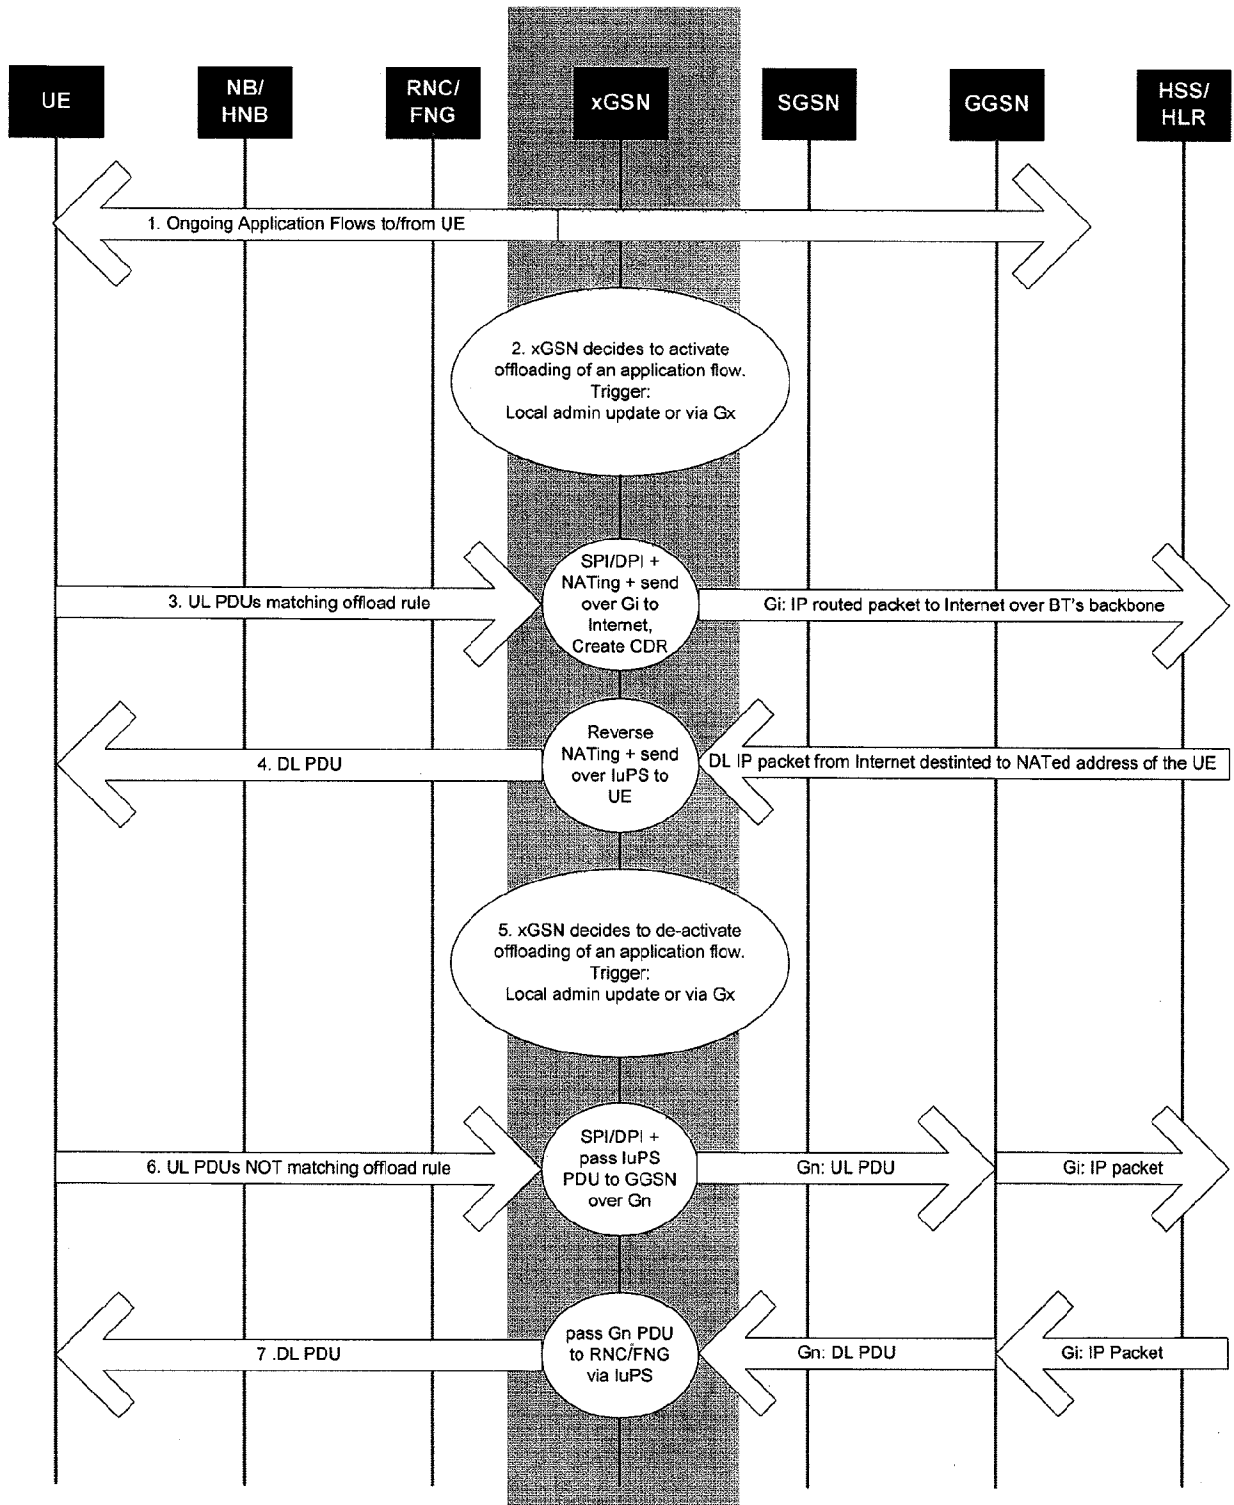 UE
NB/
HNB
RNC/
FNG
xGSN
SGSN
GGSN
HSS/
HLR
1. Ongoing Application Flows to/from UE
2. xGSN decides to activate
offloading of an application flow.
Trigger:
Local admin update or via Gx
3. UL PDUs matching offload rule
SPI/DPI +
NATing + send
over Gi to
Internet,
Create CDR
Gi: IP routed packet to Internet over BT's backbone
4. DL PDU
Reverse
NATing + send
over IuPS to
UE
DL IP packet from Internet destinted to NATed address of the UE
5. xGSN decides to de-activate
offloading of an application flow.
Trigger:
Local admin update or via Gx
6. UL PDUs NOT matching offload rule
SPI/DPI +
pass IuPS
PDU to GGSN
over Gn
Gn: UL PDU
Gi: IP packet
7 .DL PDU
pass Gn PDU
to RNC/FNG
via IuPS
Gn: DL PDU
Gi: IP Packet